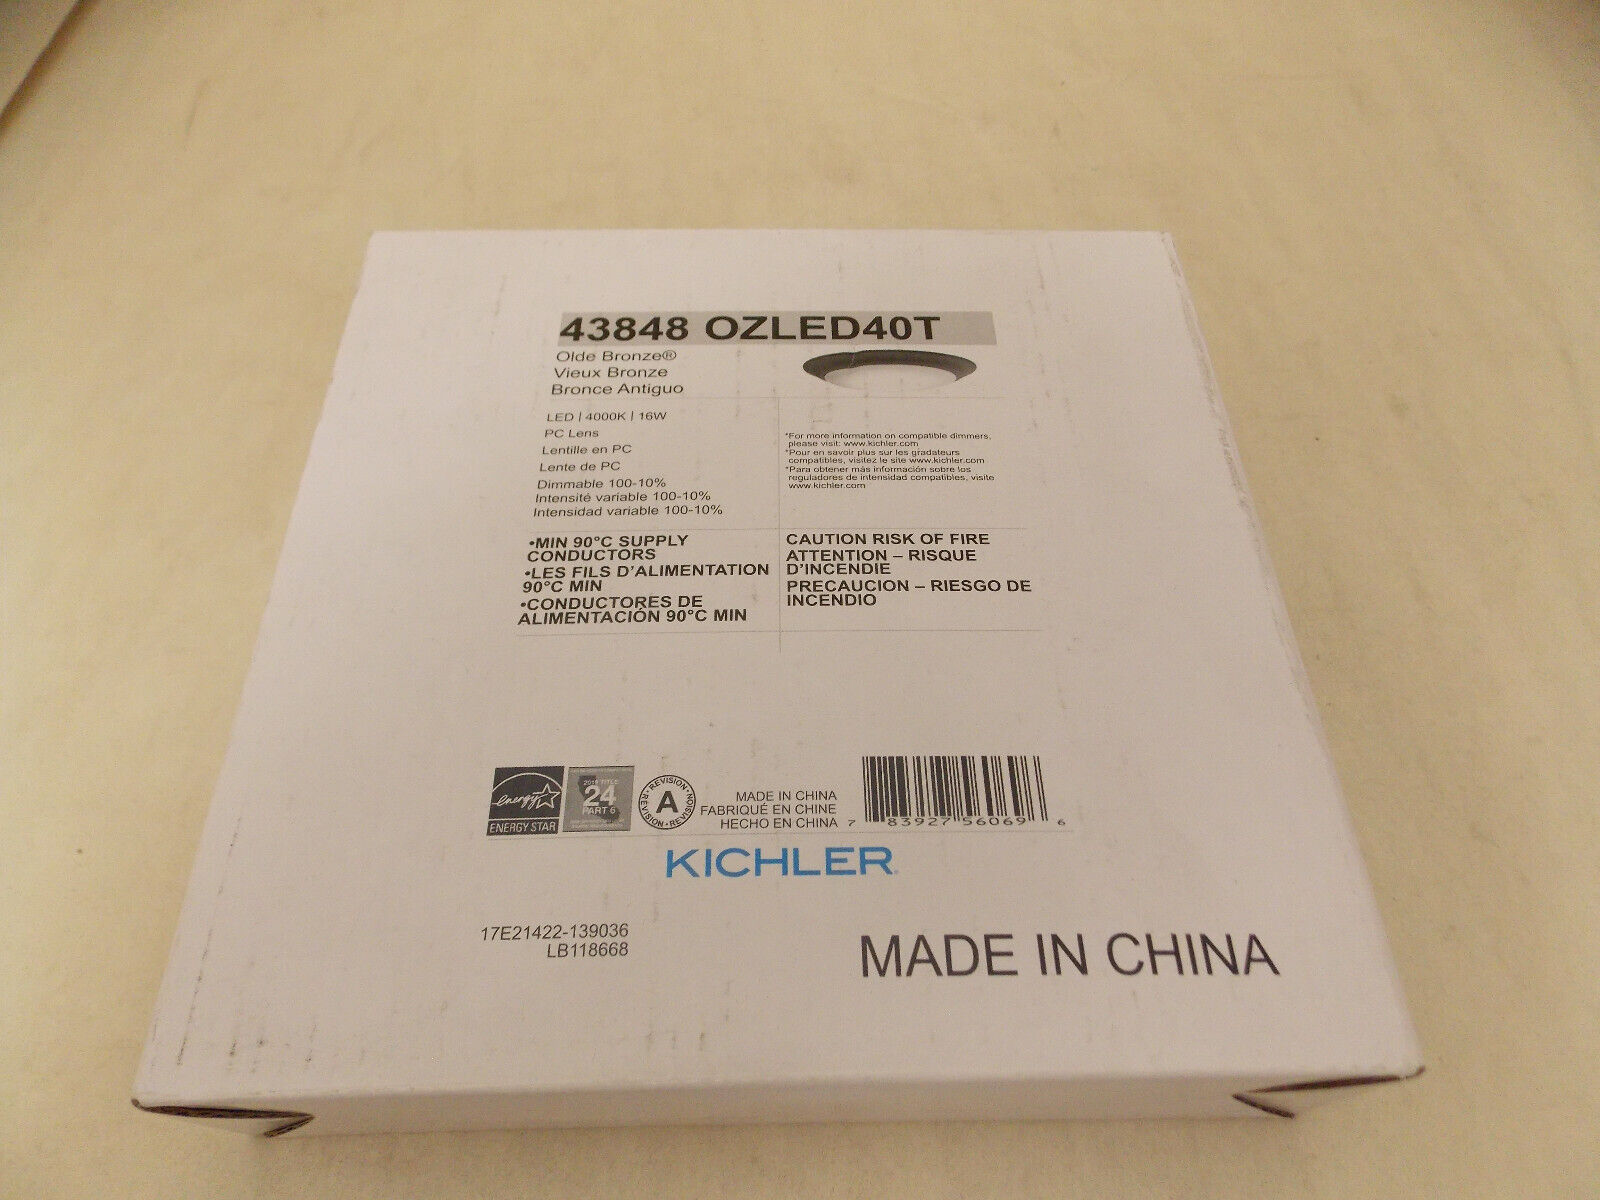 43848 OZLED40T
Olde Bronze®
Vieux Bronze
Bronce Antiguo
LED | 4000K | 16W
PC Lens
Lentille en PC
Lente de PC
Dimmable 100-10%
Intensité variable 100-10%
Intensidad variable 100-10%
*For more information on compatible dimmers,
please visit: www.kichler.com
*Pour en savoir plus sur les gradateurs
compatibles, visitez le site www.kichler.com
*Para obtener más información sobre los
reguladores de intensidad compatibles, visite
www.kichler.com
•MIN 90°C SUPPLY
CONDUCTORS
•LES FILS D'ALIMENTATION
90°C MIN
•CONDUCTORES DE
ALIMENTACIÓN 90°C MIN
CAUTION RISK OF FIRE
ATTENTION – RISQUE
D'INCENDIE
PRECAUCION – RIESGO DE
INCENDIO
energy
ENERGY STAR
TITLE
24
PART 6
REVISION • REVISION • REVISION
A
MADE IN CHINA
FABRIQUÉ EN CHINE
HECHO EN CHINA
7 83927 56069 6
KICHLER
17E21422-139036
LB118668
MADE IN CHINA